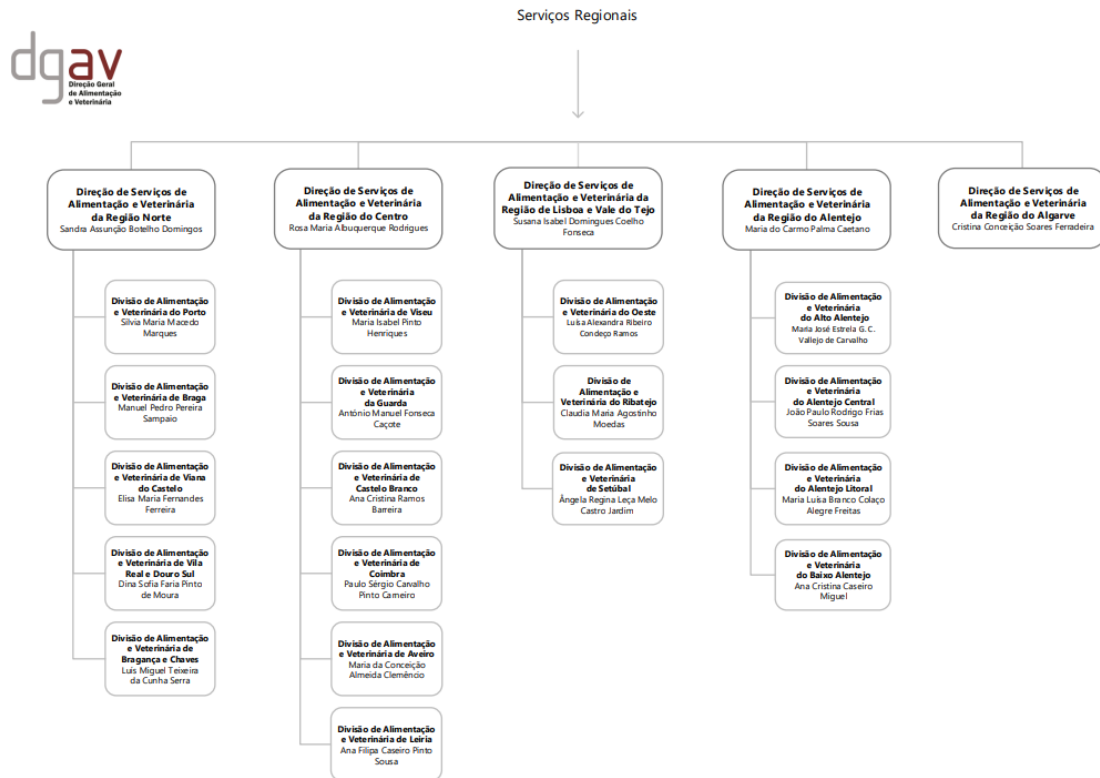 Serviços Regionais
dgav
Direção Geral
de Alimentação
e Veterinária
Direção de Serviços de
Alimentação e Veterinária
da Região Norte
Sandra Assunção Botelho Domingos
Divisão de Alimentação
e Veterinária do Porto
Sílvia Maria Macedo
Marques
Divisão de Alimentação
e Veterinária de Braga
Manuel Pedro Pereira
Sampaio
Divisão de Alimentação
e Veterinária de Viana
do Castelo
Elisa Maria Fernandes
Ferreira
Divisão de Alimentação
e Veterinária de Vila
Real e Douro Sul
Dina Sofia Faria Pinto
de Moura
Divisão de Alimentação
e Veterinária de
Bragança e Chaves
Luís Miguel Teixeira
da Cunha Serra
Direção de Serviços de
Alimentação e Veterinária
da Região do Centro
Rosa Maria Albuquerque Rodrigues
Divisão de Alimentação
e Veterinária de Viseu
Maria Isabel Pinto
Henriques
Divisão de Alimentação
e Veterinária
da Guarda
António Manuel Fonseca
Caçote
Divisão de Alimentação
e Veterinária de
Castelo Branco
Ana Cristina Ramos
Barreira
Divisão de Alimentação
e Veterinária de
Coimbra
Paulo Sérgio Carvalho
Pinto Carneiro
Divisão de Alimentação
e Veterinária de Aveiro
Maria da Conceição
Almeida Clemêncio
Divisão de Alimentação
e Veterinária de Leiria
Ana Filipa Caseiro Pinto
Sousa
Direção de Serviços de
Alimentação e Veterinária da
Região de Lisboa e Vale do Tejo
Susana Isabel Domingues Coelho
Fonseca
Divisão de Alimentação
e Veterinária do Oeste
Luísa Alexandra Ribeiro
Condeço Ramos
Divisão de
Alimentação e
Veterinária do Ribatejo
Claudia Maria Agostinho
Moedas
Divisão de Alimentação
e Veterinária
de Setúbal
Ângela Regina Leça Melo
Castro Jardim
Direção de Serviços de
Alimentação e Veterinária
da Região do Alentejo
Maria do Carmo Palma Caetano
Divisão de Alimentação
e Veterinária
do Alto Alentejo
Maria José Estrela G. C.
Vallejo de Carvalho
Divisão de Alimentação
e Veterinária
do Alentejo Central
João Paulo Rodrigo Frias
Soares Sousa
Divisão de Alimentação
e Veterinária
do Alentejo Litoral
Maria Luísa Branco Colaço
Alegre Freitas
Divisão de Alimentação
e Veterinária
do Baixo Alentejo
Ana Cristina Caseiro
Miguel
Direção de Serviços de
Alimentação e Veterinária
da Região do Algarve
Cristina Conceição Soares Ferradeira